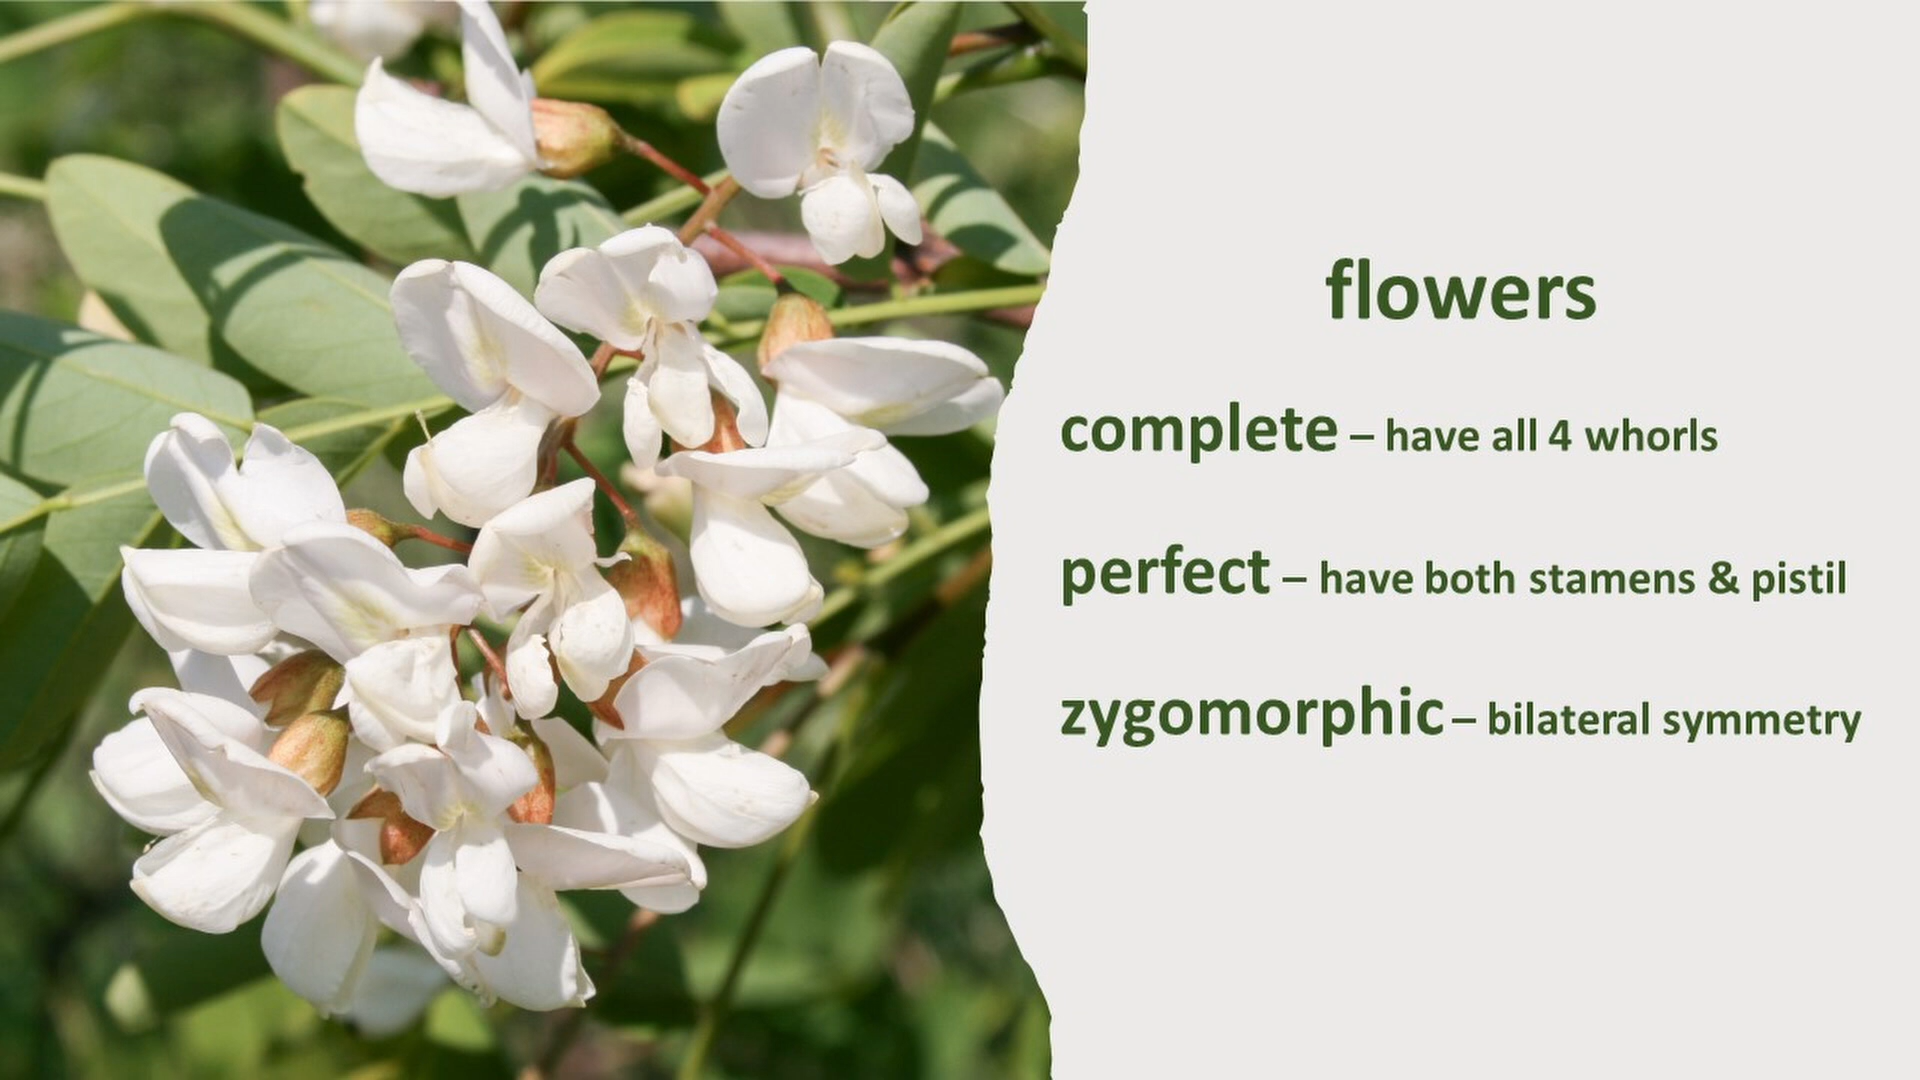 flowers
complete – have all 4 whorls
perfect – have both stamens & pistil
zygomorphic – bilateral symmetry